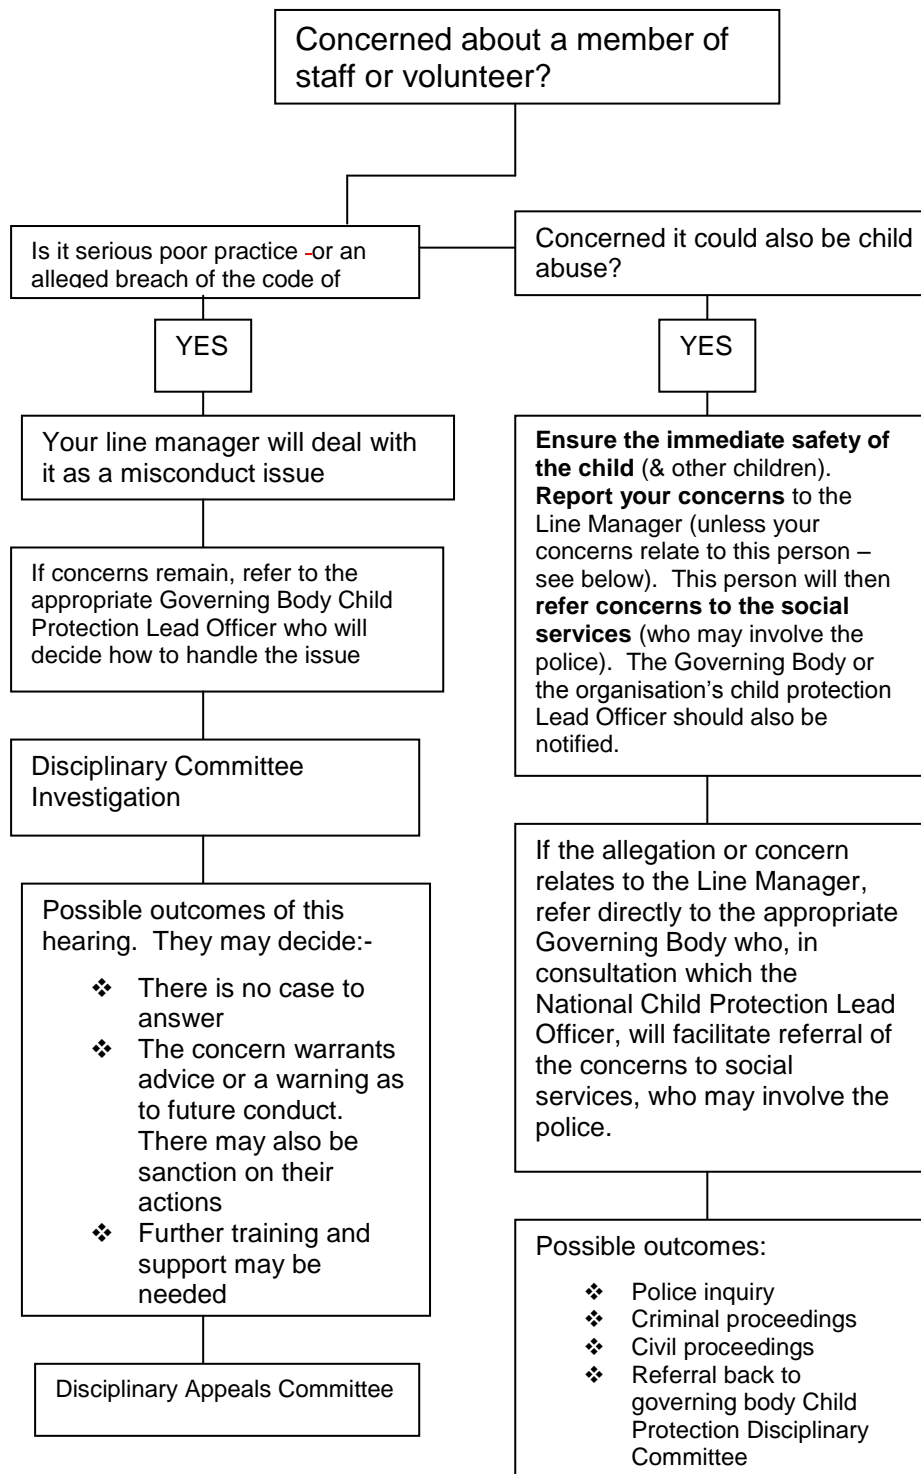 Concerned about a member of
staff or volunteer?
Is it serious poor practice -or an
alleged breach of the code of
Concerned it could also be child
abuse?
YES
YES
Your line manager will deal with
it as a misconduct issue
If concerns remain, refer to the
appropriate Governing Body Child
Protection Lead Officer who will
decide how to handle the issue
Disciplinary Committee
Investigation
Possible outcomes of this
hearing.  They may decide:-
❖ There is no case to
answer
❖ The concern warrants
advice or a warning as
to future conduct.
There may also be
sanction on their
actions
❖ Further training and
support may be
needed
Disciplinary Appeals Committee
Ensure the immediate safety of
the child (& other children).
Report your concerns to the
Line Manager (unless your
concerns relate to this person –
see below).  This person will then
refer concerns to the social
services (who may involve the
police).  The Governing Body or
the organisation’s child protection
Lead Officer should also be
notified.
If the allegation or concern
relates to the Line Manager,
refer directly to the appropriate
Governing Body who, in
consultation which the
National Child Protection Lead
Officer, will facilitate referral of
the concerns to social
services, who may involve the
police.
Possible outcomes:
❖ Police inquiry
❖ Criminal proceedings
❖ Civil proceedings
❖ Referral back to
governing body Child
Protection Disciplinary
Committee